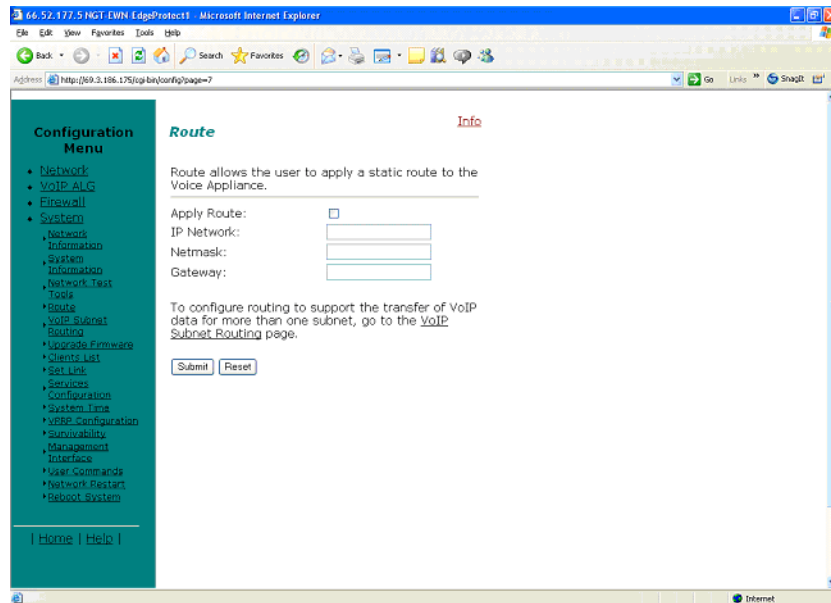 66.52.177.5 NGT-EWN-EdgeProtect1 - Microsoft Internet Explorer
File Edit View Favorites Tools Help
Back Search Favorites
Address http://69.3.186.175/cgi-bin/config?page=7 Go Links » SnagIt
Configuration
Menu
Network
VoIP ALG
Firewall
System
Network
Information
System
Information
Network Test
Tools
Route
VoIP Subnet
Routing
Upgrade Firmware
Clients List
Set Link
Services
Configuration
System Time
VRRP Configuration
Survivability
Management
Interface
User Commands
Network Restart
Reboot System
| Home | Help |
Info
Route
Route allows the user to apply a static route to the
Voice Appliance.
Apply Route:
IP Network:
Netmask:
Gateway:
To configure routing to support the transfer of VoIP
data for more than one subnet, go to the VoIP
Subnet Routing page.
Submit Reset
Internet